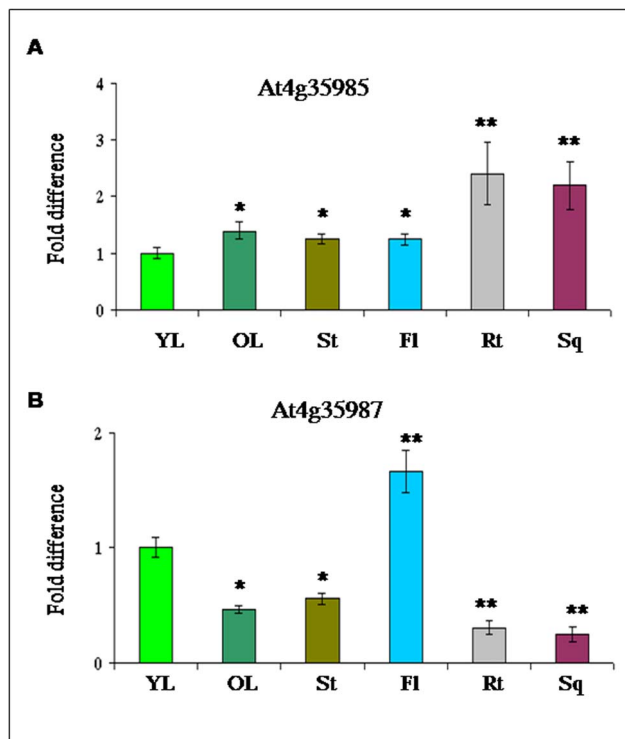 A
At4g35985
Fold difference
4
3
2
1
0
* * * ** **
YL OL St Fl Rt Sq
B
At4g35987
Fold difference
2
1
0
* * ** ** **
YL OL St Fl Rt Sq